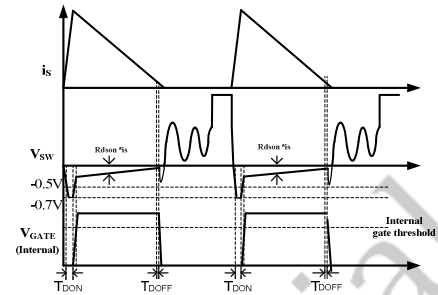 iS
Rdson *is
Rdson *is
VSW
-0.5V
-0.7V
Internal
gate threshold
VGATE
(Internal)
TDON
TDOFF
TDON
TDOFF